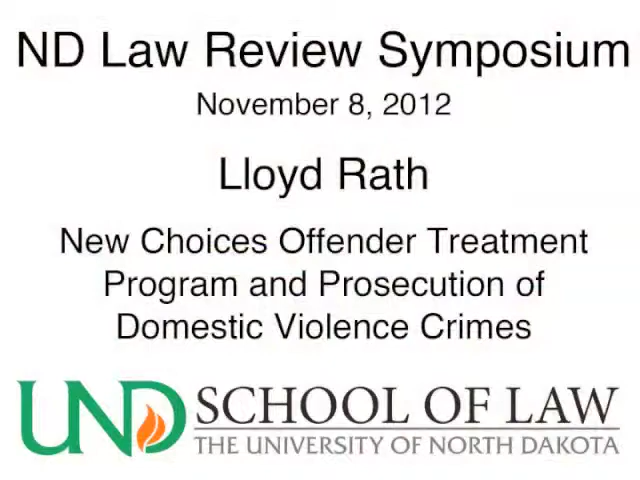 ND Law Review Symposium
November 8, 2012
Lloyd Rath
New Choices Offender Treatment
Program and Prosecution of
Domestic Violence Crimes
UND SCHOOL OF LAW
THE UNIVERSITY OF NORTH DAKOTA